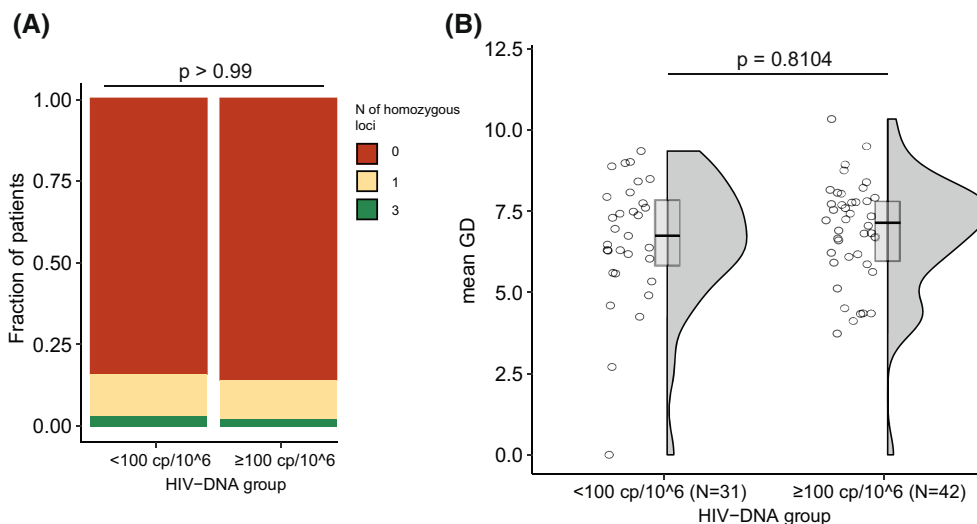 (A)
p > 0.99
Fraction of patients
1.00
0.75
0.50
0.25
0.00
<100 cp/10^6
≥100 cp/10^6
HIV−DNA group
N of homozygous
loci
0
1
3
(B)
p = 0.8104
mean GD
12.5
10.0
7.5
5.0
2.5
0.0
<100 cp/10^6 (N=31)
≥100 cp/10^6 (N=42)
HIV−DNA group